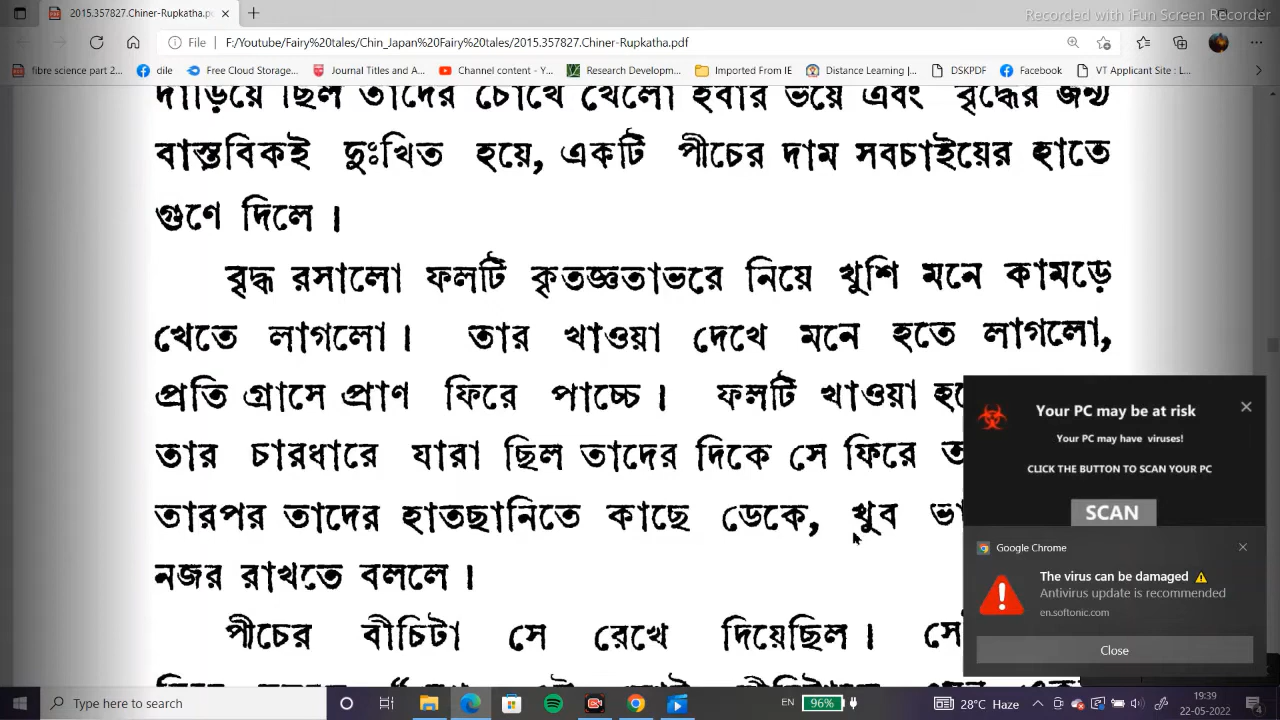 2015.357827.Chiner-Rupkatha.p
Recorded with iFun Screen Recorder
File F:/Youtube/Fairy%20tales/Chin_Japan%20Fairy%20tales/2015.357827.Chiner-Rupkatha.pdf
fibre science part 2... dile Free Cloud Storage... Journal Titles and A... Channel content - Y... Research Developm... Imported From IE Distance Learning |... DSKPDF Facebook VT Applicant Site : L...
দাঁড়িয়ে ছিল তাদের চোখে খেলো হবার ভয়ে এবং বৃদ্ধের জন্য
বাস্তবিকই দুঃখিত হয়ে, একটি পীচের দাম সবচাইয়ের হাতে
গুণে দিলে ।
বৃদ্ধ রসালো ফলটি কৃতজ্ঞতাভরে নিয়ে খুশি মনে কামড়ে
খেতে লাগলো । তার খাওয়া দেখে মনে হতে লাগলো,
প্রতি গ্রাসে প্রাণ ফিরে পাচ্চে । ফলটি খাওয়া
তার চারধারে যারা ছিল তাদের দিকে সে ফিরে
তারপর তাদের হাতছানিতে কাছে ডেকে, খুব
নজর রাখতে বললে ।
পীচের বীচিটা সে রেখে দিয়েছিল ।
Your PC may be at risk
Your PC may have viruses!
CLICK THE BUTTON TO SCAN YOUR PC
SCAN
Google Chrome
The virus can be damaged ⚠
Antivirus update is recommended
en.softonic.com
Close
Type here to search EN 96% 28°C Haze 19:39
22-05-2022